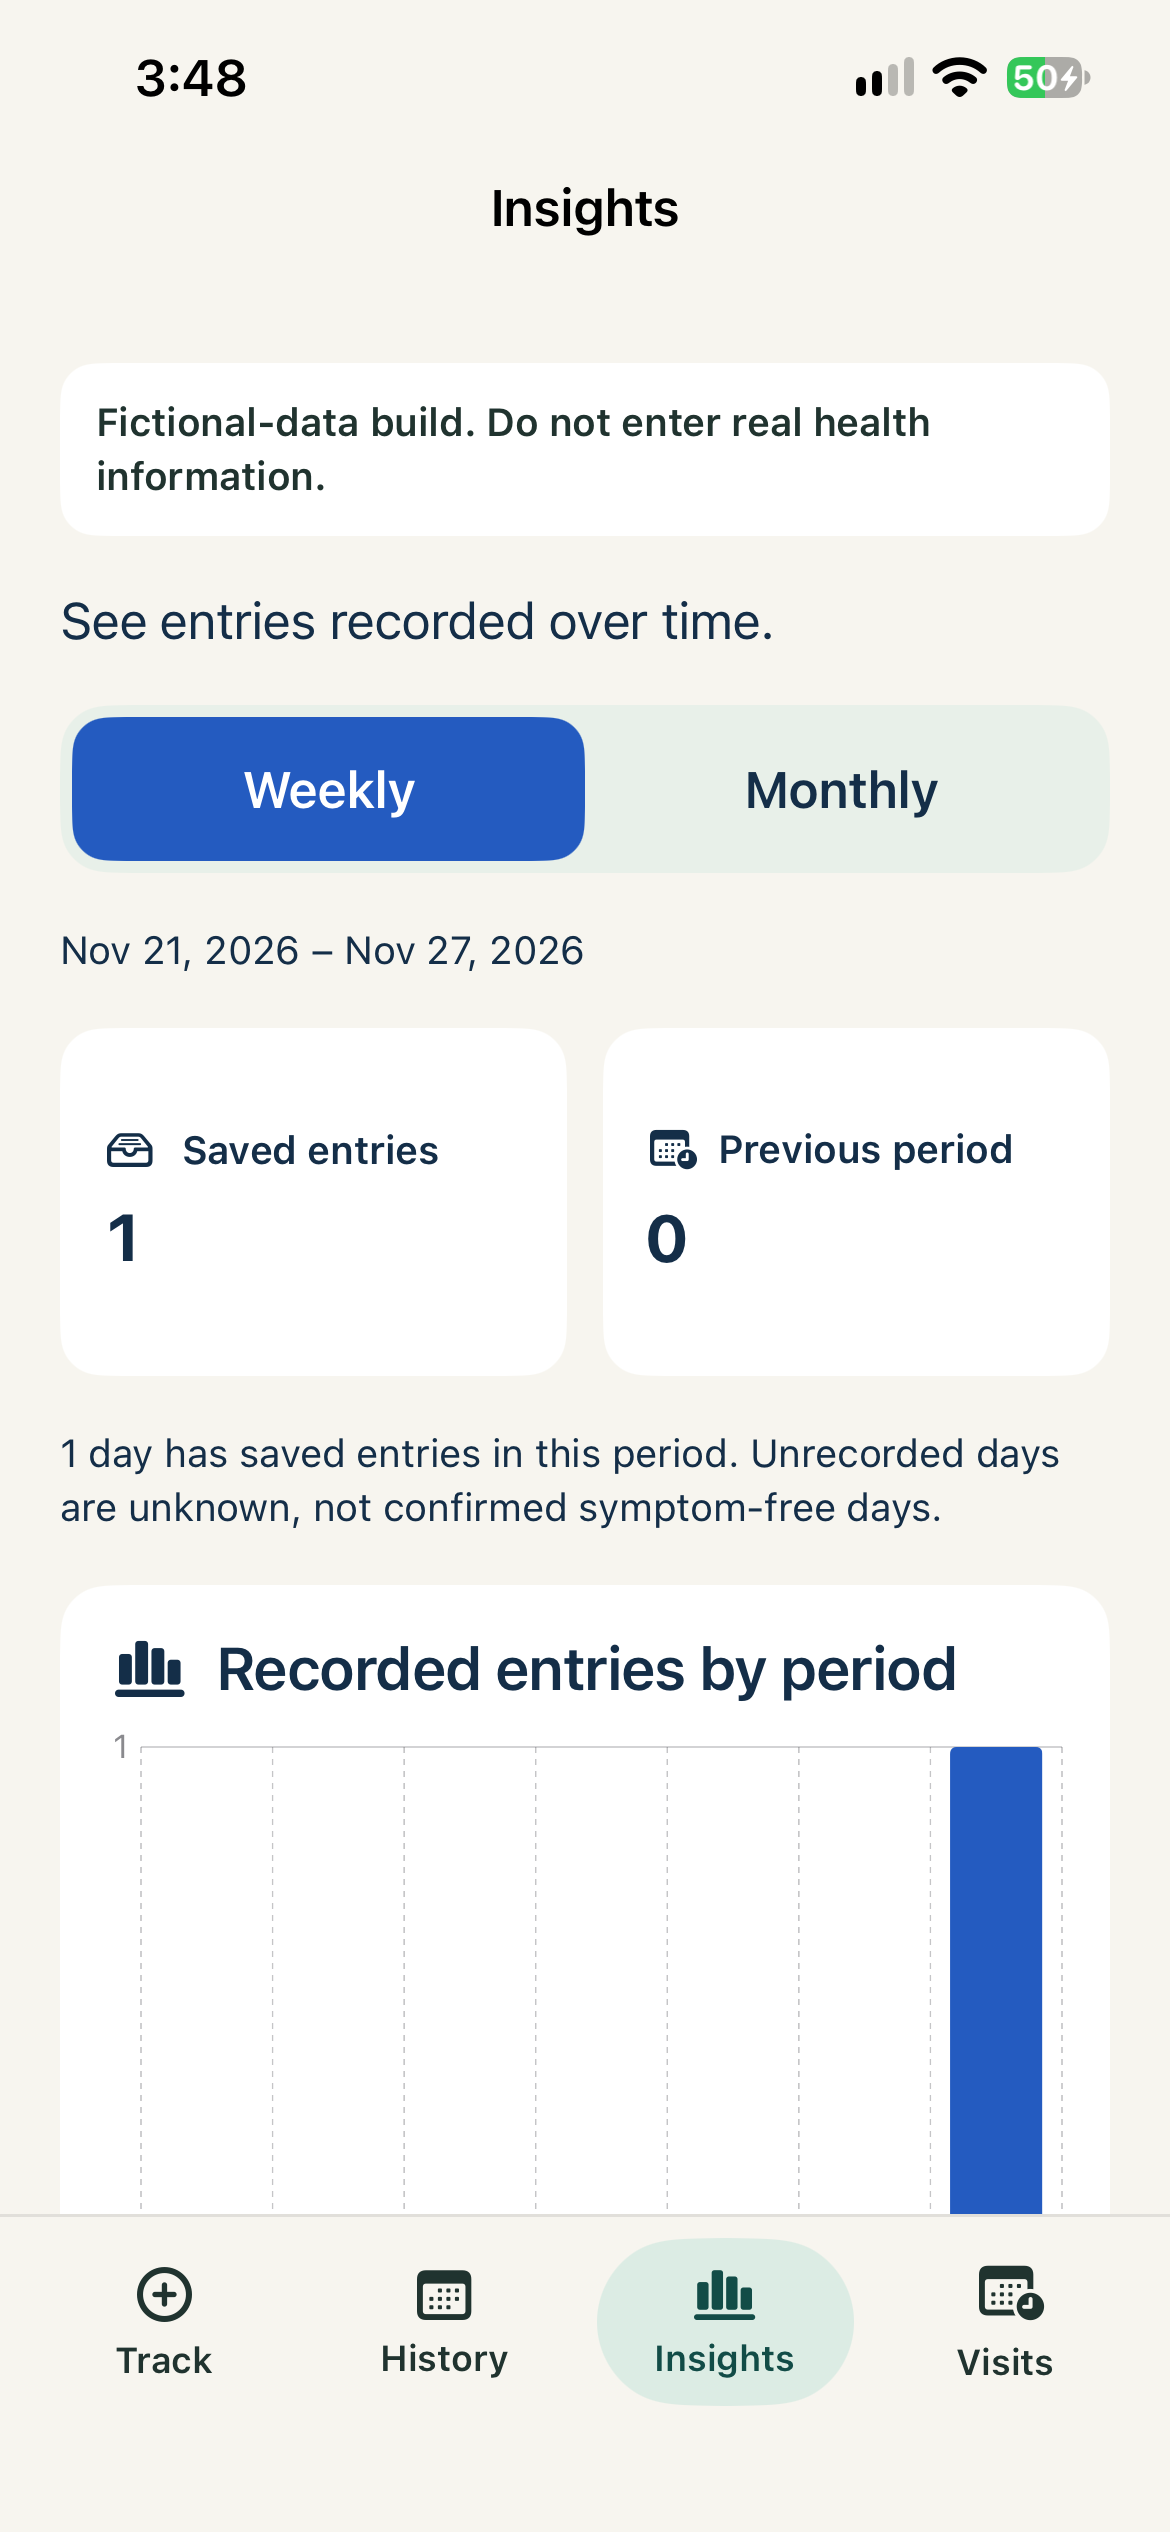 3:48
50
Insights
Fictional-data build. Do not enter real health
information.
See entries recorded over time.
Weekly
Monthly
Nov 21, 2026 – Nov 27, 2026
Saved entries
1
Previous period
0
1 day has saved entries in this period. Unrecorded days
are unknown, not confirmed symptom-free days.
Recorded entries by period
1
Track
History
Insights
Visits